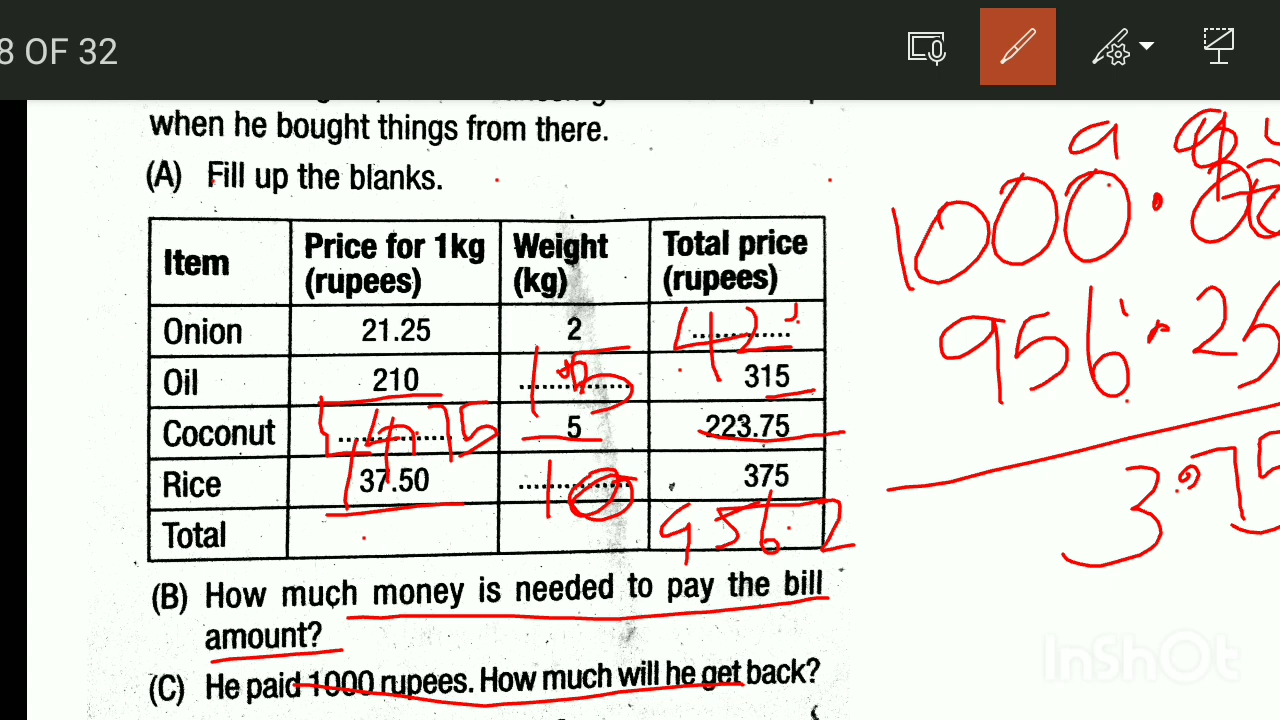 8 OF 32
when he bought things from there.
(A) Fill up the blanks.
Item Price for 1kg (rupees) Weight (kg) Total price (rupees)
Onion 21.25 2 ............ 42
Oil 210 ............ 1.5 315
Coconut ............ 44.75 5 223.75
Rice 37.50 ............ 10 375
Total 956.2
(B) How much money is needed to pay the bill
amount?
(C) He paid 1000 rupees. How much will he get back?
9 9
1000.00
956.25
3.75
InShOt